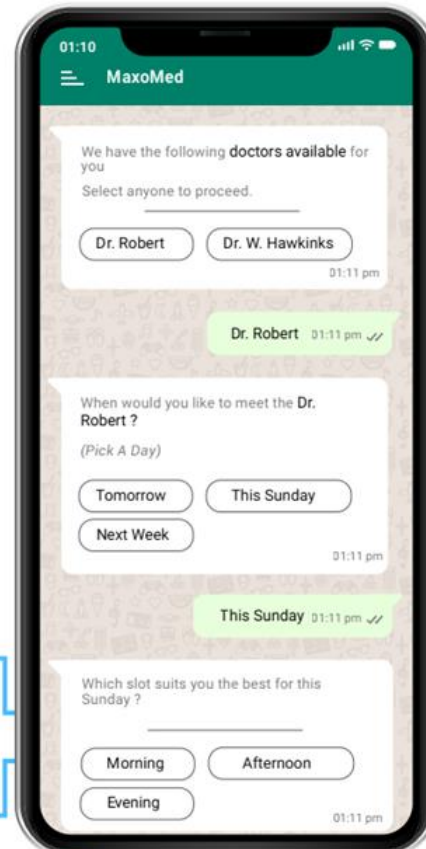 01:10
MaxoMed
We have the following doctors available for
you
Select anyone to proceed.
Dr. Robert Dr. W. Hawkinks
01:11 pm
Dr. Robert 01:11 pm
When would you like to meet the Dr.
Robert ?
(Pick A Day)
Tomorrow This Sunday
Next Week
01:11 pm
This Sunday 01:11 pm
Which slot suits you the best for this
Sunday ?
Morning Afternoon
Evening
01:11 pm